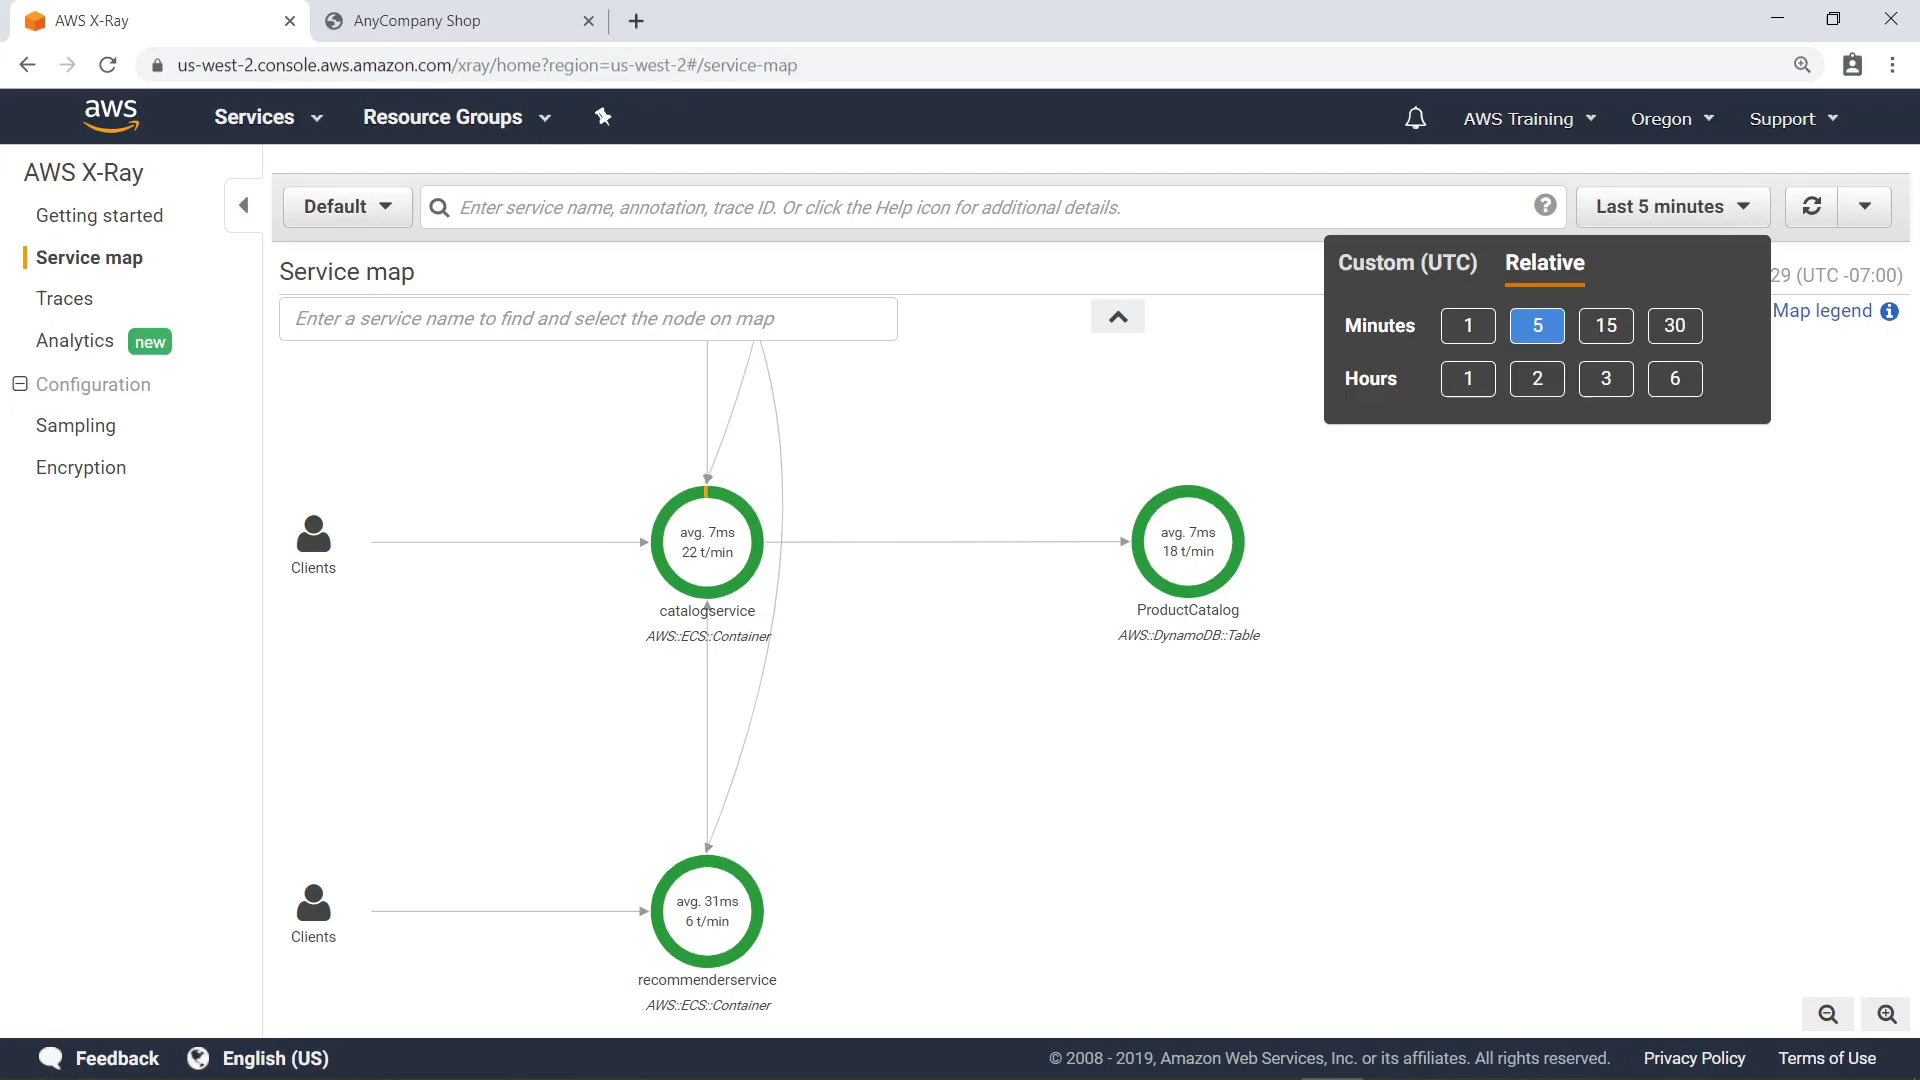 AWS X-Ray
AnyCompany Shop
us-west-2.console.aws.amazon.com/xray/home?region=us-west-2#/service-map
aws
Services
Resource Groups
AWS Training
Oregon
Support
AWS X-Ray
Getting started
Service map
Traces
Analytics new
Configuration
Sampling
Encryption
Default
Enter service name, annotation, trace ID. Or click the Help icon for additional details.
Last 5 minutes
Service map
29 (UTC -07:00)
Enter a service name to find and select the node on map
Map legend
Custom (UTC) Relative
Minutes 1 5 15 30
Hours 1 2 3 6
Clients
avg. 7ms
22 t/min
catalogservice
AWS::ECS::Container
avg. 7ms
18 t/min
ProductCatalog
AWS::DynamoDB::Table
Clients
avg. 31ms
6 t/min
recommenderservice
AWS::ECS::Container
Feedback
English (US)
© 2008 - 2019, Amazon Web Services, Inc. or its affiliates. All rights reserved.
Privacy Policy
Terms of Use